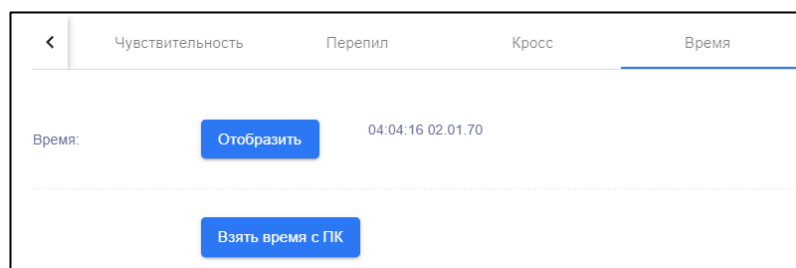 Чувствительность Перепил Кросс Время
Время: Отобразить 04:04:16 02.01.70
Взять время с ПК